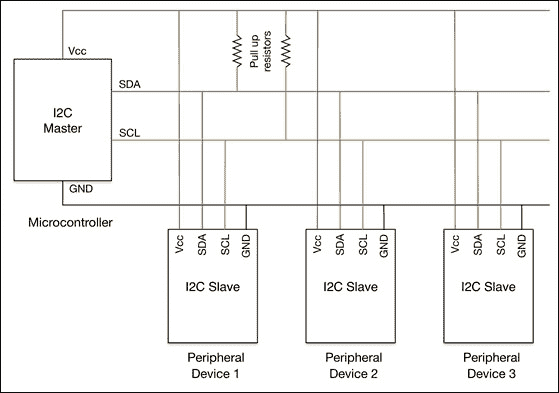 Vcc
Pull up
resistors
SDA
I2C
Master
SCL
GND
Microcontroller
Vcc
SDA
SCL
GND
Vcc
SDA
SCL
GND
Vcc
SDA
SCL
GND
I2C Slave
I2C Slave
I2C Slave
Peripheral
Device 1
Peripheral
Device 2
Peripheral
Device 3